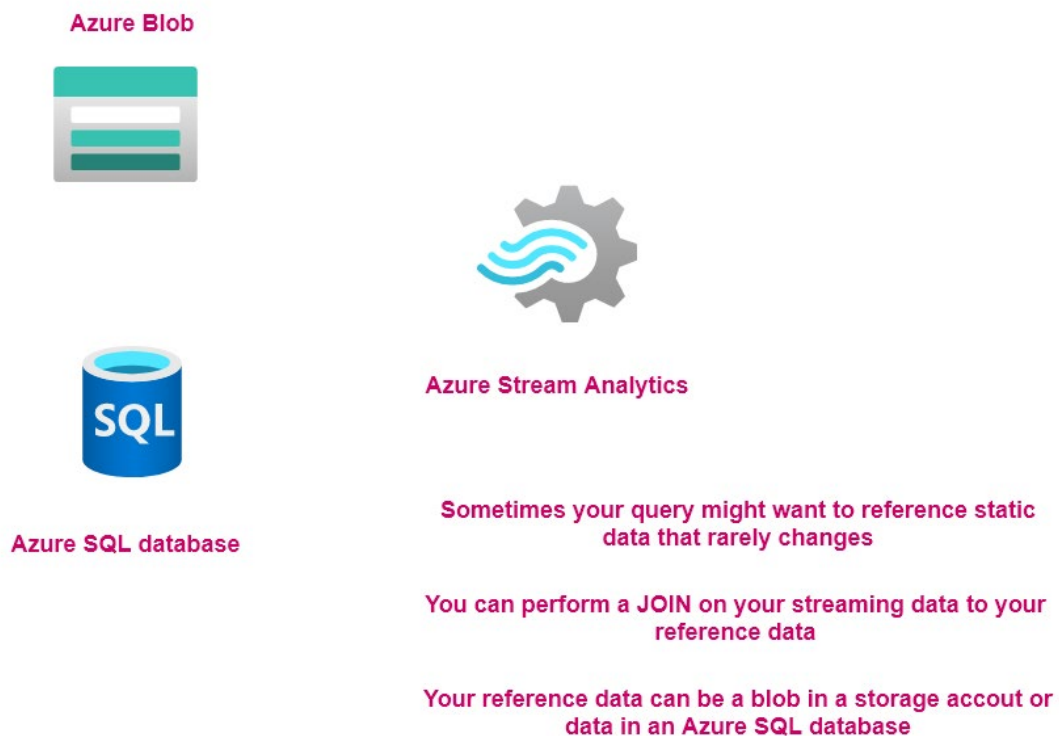 Azure Blob
SQL
Azure SQL database
Azure Stream Analytics
Sometimes your query might want to reference static
data that rarely changes
You can perform a JOIN on your streaming data to your
reference data
Your reference data can be a blob in a storage accout or
data in an Azure SQL database